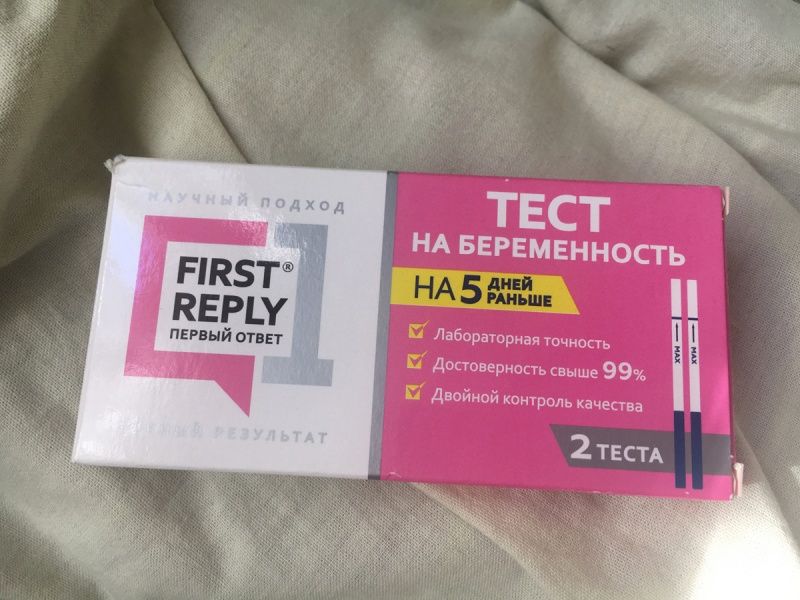 НАУЧНЫЙ ПОДХОД
1
FIRST®
REPLY
ПЕРВЫЙ ОТВЕТ
РЕЗУЛЬТАТ
ТЕСТ
НА БЕРЕМЕННОСТЬ
НА 5 ДНЕЙ
РАНЬШЕ
Лабораторная точность
Достоверность свыше 99%
Двойной контроль качества
MAX
MAX
2 ТЕСТА